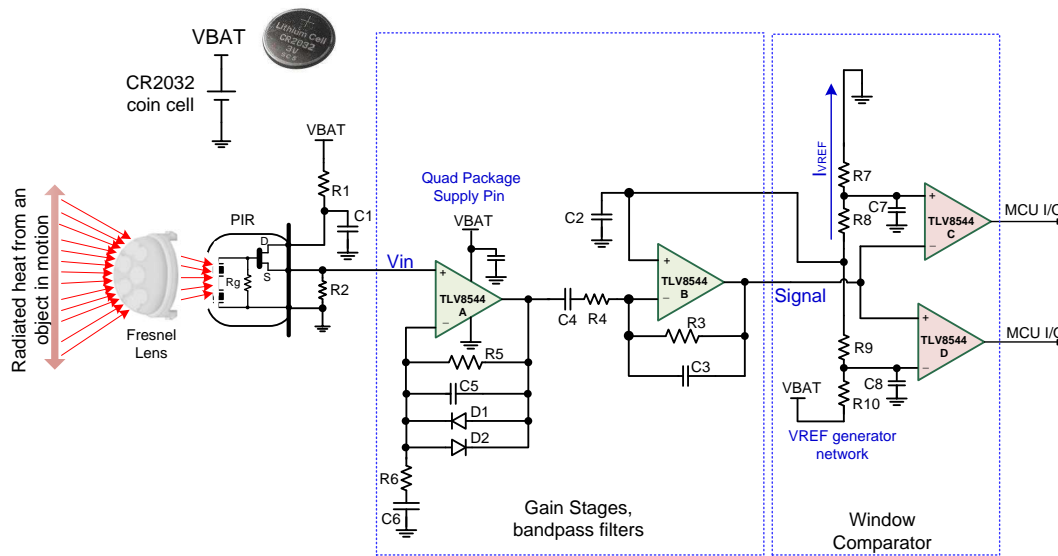 VBAT
CR2032
coin cell
Lithium Cell
CR2032
3V
Radiated heat from an
object in motion
Fresnel
Lens
PIR
D
S
Rg
VBAT
R1
C1
R2
Vin
Quad Package
Supply Pin
VBAT
+
TLV8544
A
−
R5
C5
D1
D2
R6
C6
C4
R4
C2
+
TLV8544
B
−
R3
C3
Gain Stages,
bandpass filters
IVREF
R7
R8
C7
+
TLV8544
C
−
MCU I/O
Signal
+
TLV8544
D
−
MCU I/O
R9
C8
R10
VBAT
VREF generator
network
Window
Comparator